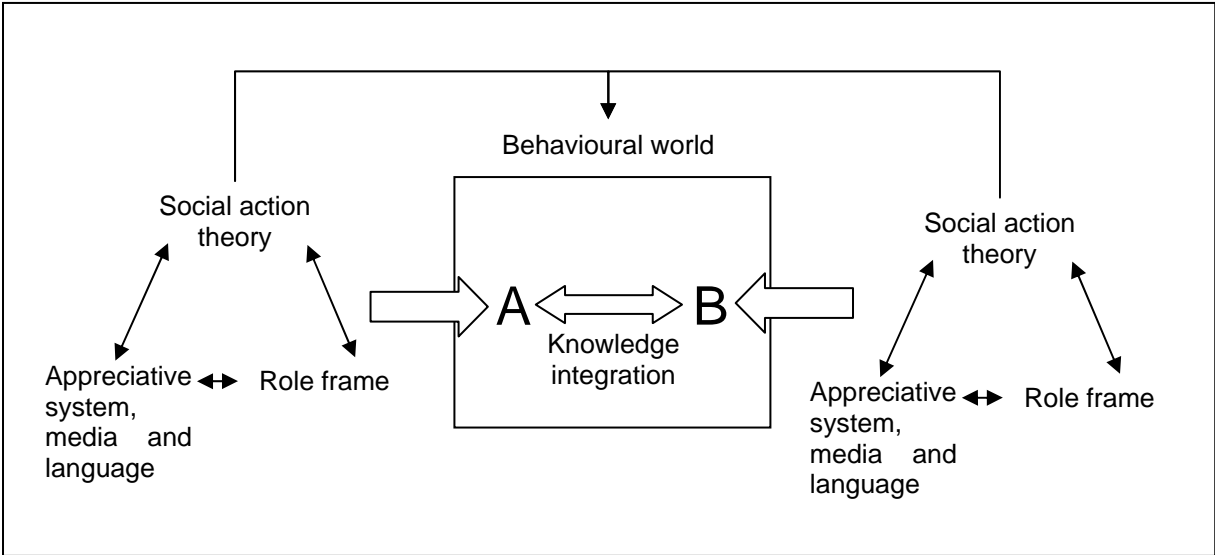 Behavioural world
Social action
theory
Appreciative
system,
media and
language
Role frame
A
B
Knowledge
integration
Social action
theory
Appreciative
system,
media and
language
Role frame